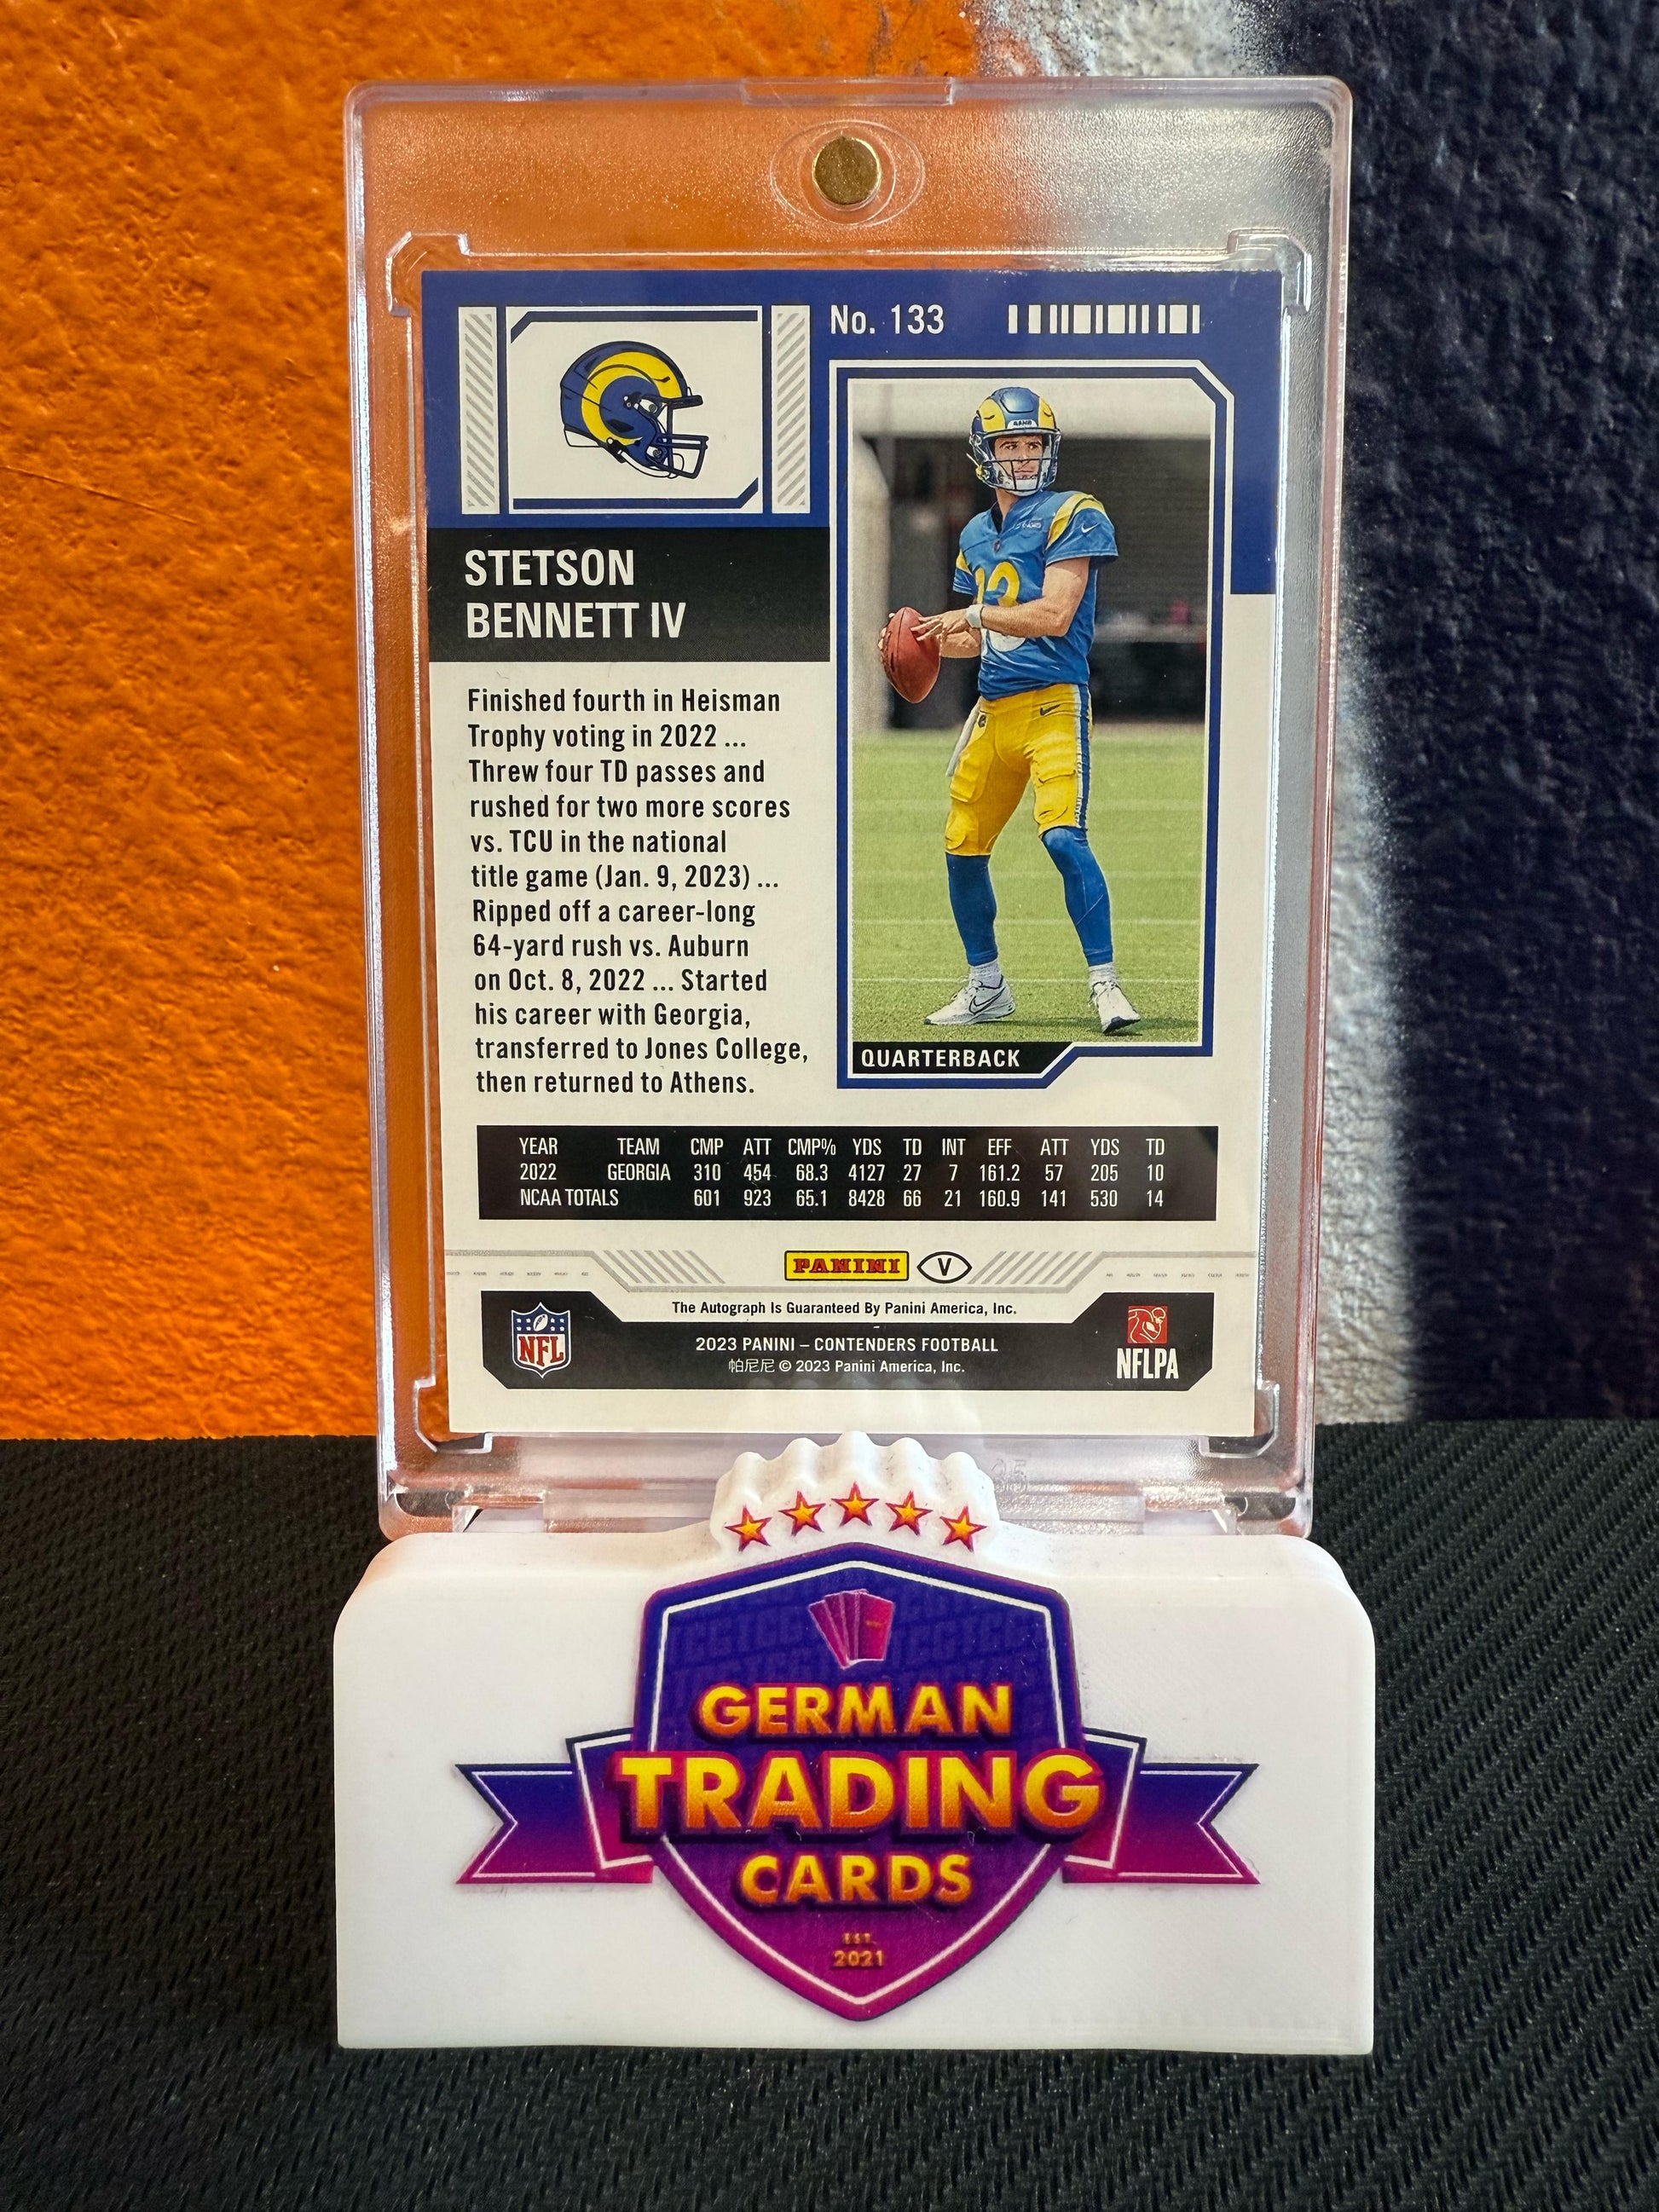 No. 133
STETSON
BENNETT IV
RAMS
13
Finished fourth in Heisman
Trophy voting in 2022 ...
Threw four TD passes and
rushed for two more scores
vs. TCU in the national
title game (Jan. 9, 2023) ...
Ripped off a career-long
64-yard rush vs. Auburn
on Oct. 8, 2022 ... Started
his career with Georgia,
transferred to Jones College,
then returned to Athens.
QUARTERBACK
YEAR TEAM CMP ATT CMP% YDS TD INT EFF ATT YDS TD
2022 GEORGIA 310 454 68.3 4127 27 7 161.2 57 205 10
NCAA TOTALS 601 923 65.1 8428 66 21 160.9 141 530 14
PANINI V
The Autograph Is Guaranteed By Panini America, Inc.
NFL
2023 PANINI – CONTENDERS FOOTBALL
帕尼尼 © 2023 Panini America, Inc.
NFLPA
GERMAN
TRADING
CARDS
EST.
2021